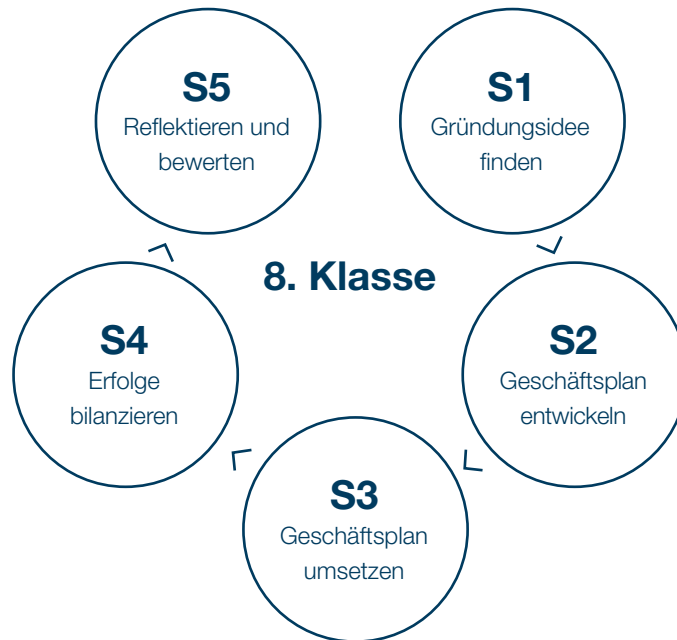 S5
Reflektieren und
bewerten
S1
Gründungsidee
finden
8. Klasse
S4
Erfolge
bilanzieren
S2
Geschäftsplan
entwickeln
S3
Geschäftsplan
umsetzen